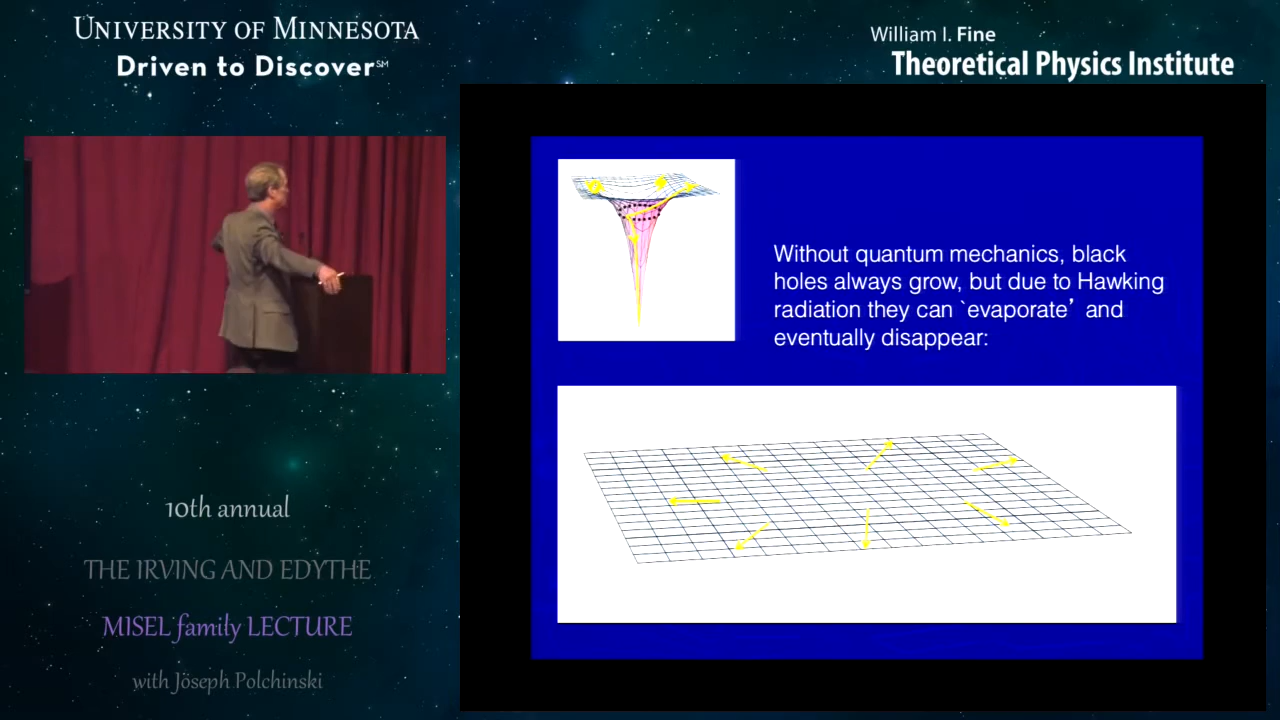 UNIVERSITY OF MINNESOTA
Driven to Discover℠
William I. Fine
Theoretical Physics Institute
Without quantum mechanics, black
holes always grow, but due to Hawking
radiation they can `evaporate’ and
eventually disappear:
10th annual
THE IRVING AND EDYTHE
MISEL family LECTURE
with Joseph Polchinski